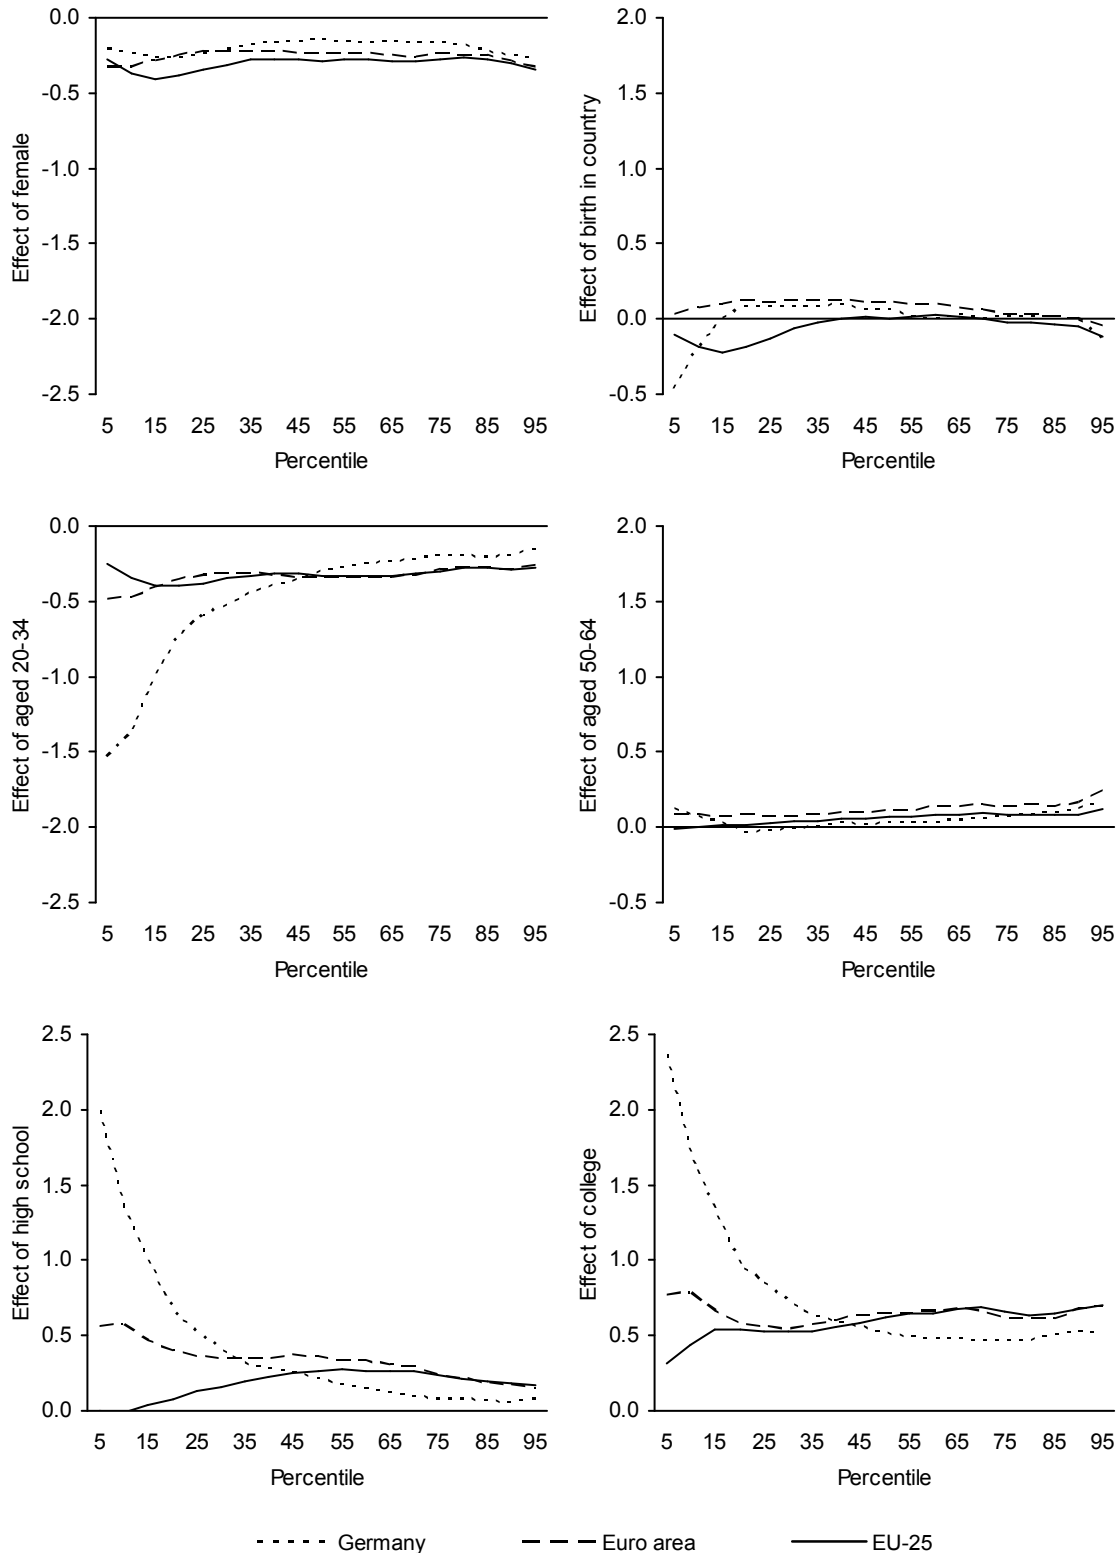 Effect of female
0.0
-0.5
-1.0
-1.5
-2.0
-2.5
5 15 25 35 45 55 65 75 85 95
Percentile
Effect of birth in country
2.0
1.5
1.0
0.5
0.0
-0.5
5 15 25 35 45 55 65 75 85 95
Percentile
Effect of aged 20-34
0.0
-0.5
-1.0
-1.5
-2.0
-2.5
5 15 25 35 45 55 65 75 85 95
Percentile
Effect of aged 50-64
2.0
1.5
1.0
0.5
0.0
-0.5
5 15 25 35 45 55 65 75 85 95
Percentile
Effect of high school
2.5
2.0
1.5
1.0
0.5
0.0
5 15 25 35 45 55 65 75 85 95
Percentile
Effect of college
2.5
2.0
1.5
1.0
0.5
0.0
5 15 25 35 45 55 65 75 85 95
Percentile
Germany Euro area EU-25